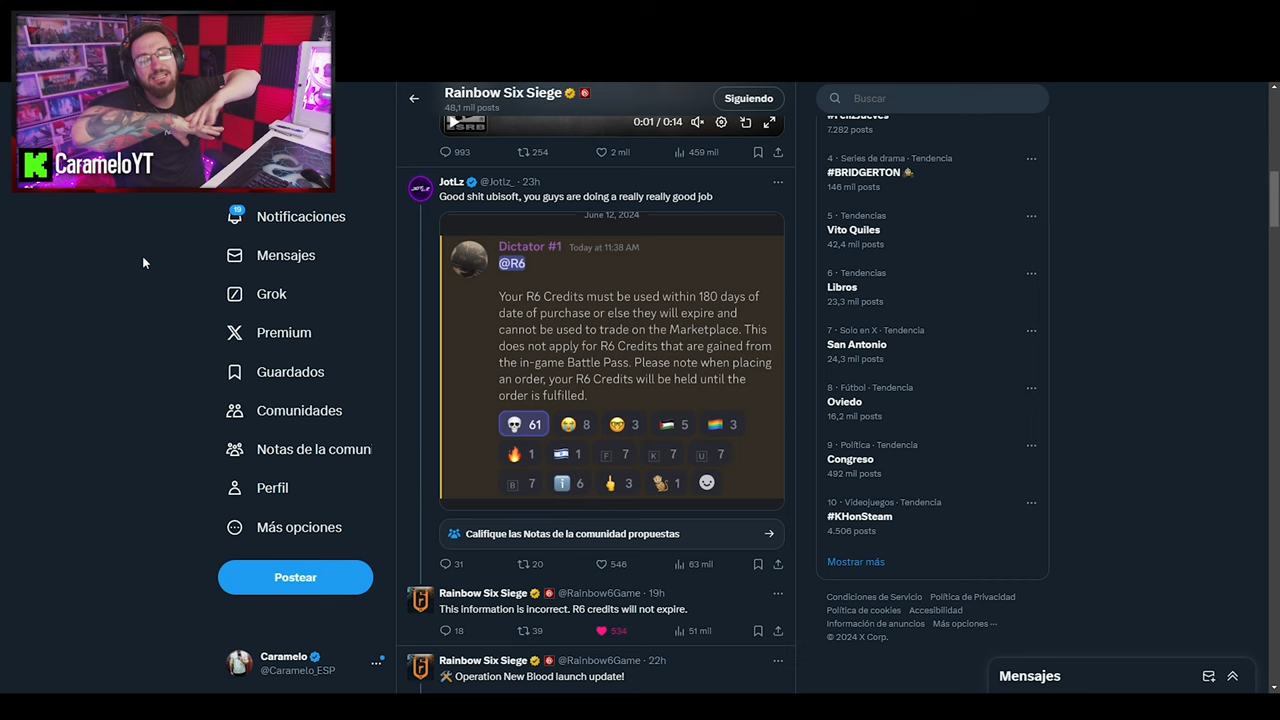 CarameloYT
19
Notificaciones
Mensajes
Grok
Premium
Guardados
Comunidades
Notas de la comuni
Perfil
Más opciones
Postear
Caramelo
@Caramelo_ESP
Rainbow Six Siege
48,1 mil posts
Siguiendo
ESRB
0:01 / 0:14
993 254 2 mil 459 mil
JotLz @Jotlz_ · 23h
Good shit ubisoft, you guys are doing a really really good job
June 12, 2024
Dictator #1 Today at 11:38 AM
@R6
Your R6 Credits must be used within 180 days of
date of purchase or else they will expire and
cannot be used to trade on the Marketplace. This
does not apply for R6 Credits that are gained from
the in-game Battle Pass. Please note when placing
an order, your R6 Credits will be held until the
order is fulfilled.
61 8 3 5 3
1 1 F 7 K 7 U 7
B 7 6 3 1
Califique las Notas de la comunidad propuestas
31 20 546 63 mil
Rainbow Six Siege @Rainbow6Game · 19h
This information is incorrect. R6 credits will not expire.
18 39 534 51 mil
Rainbow Six Siege @Rainbow6Game · 22h
🛠 Operation New Blood launch update!
Buscar
#FelizJueves
7.282 posts
4 · Series de drama · Tendencia
#BRIDGERTON
146 mil posts
5 · Tendencias
Vito Quiles
42,4 mil posts
6 · Tendencias
Libros
23,3 mil posts
7 · Solo en X · Tendencia
San Antonio
24,3 mil posts
8 · Fútbol · Tendencia
Oviedo
16,2 mil posts
9 · Política · Tendencia
Congreso
492 mil posts
10 · Videojuegos · Tendencia
#KHonSteam
4.506 posts
Mostrar más
Condiciones de Servicio Política de Privacidad
Política de cookies Accesibilidad
Información de anuncios Más opciones ···
© 2024 X Corp.
Mensajes